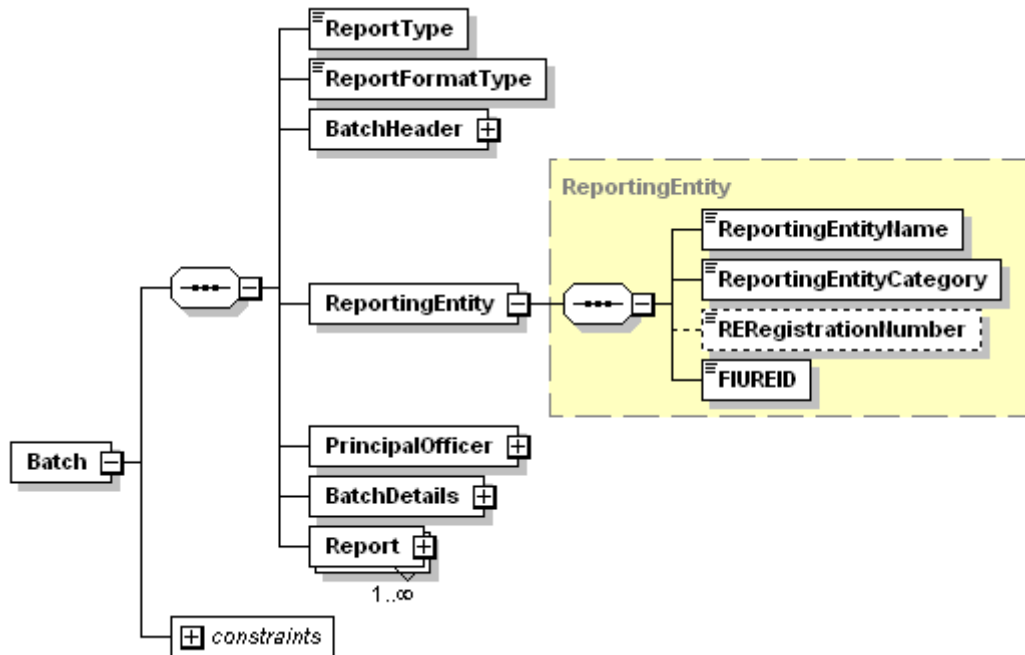 ReportType
ReportFormatType
BatchHeader
ReportingEntity
ReportingEntityName
ReportingEntityCategory
ReportingEntity
RERegistrationNumber
FIUREID
PrincipalOfficer
Batch
BatchDetails
Report
1..∞
constraints